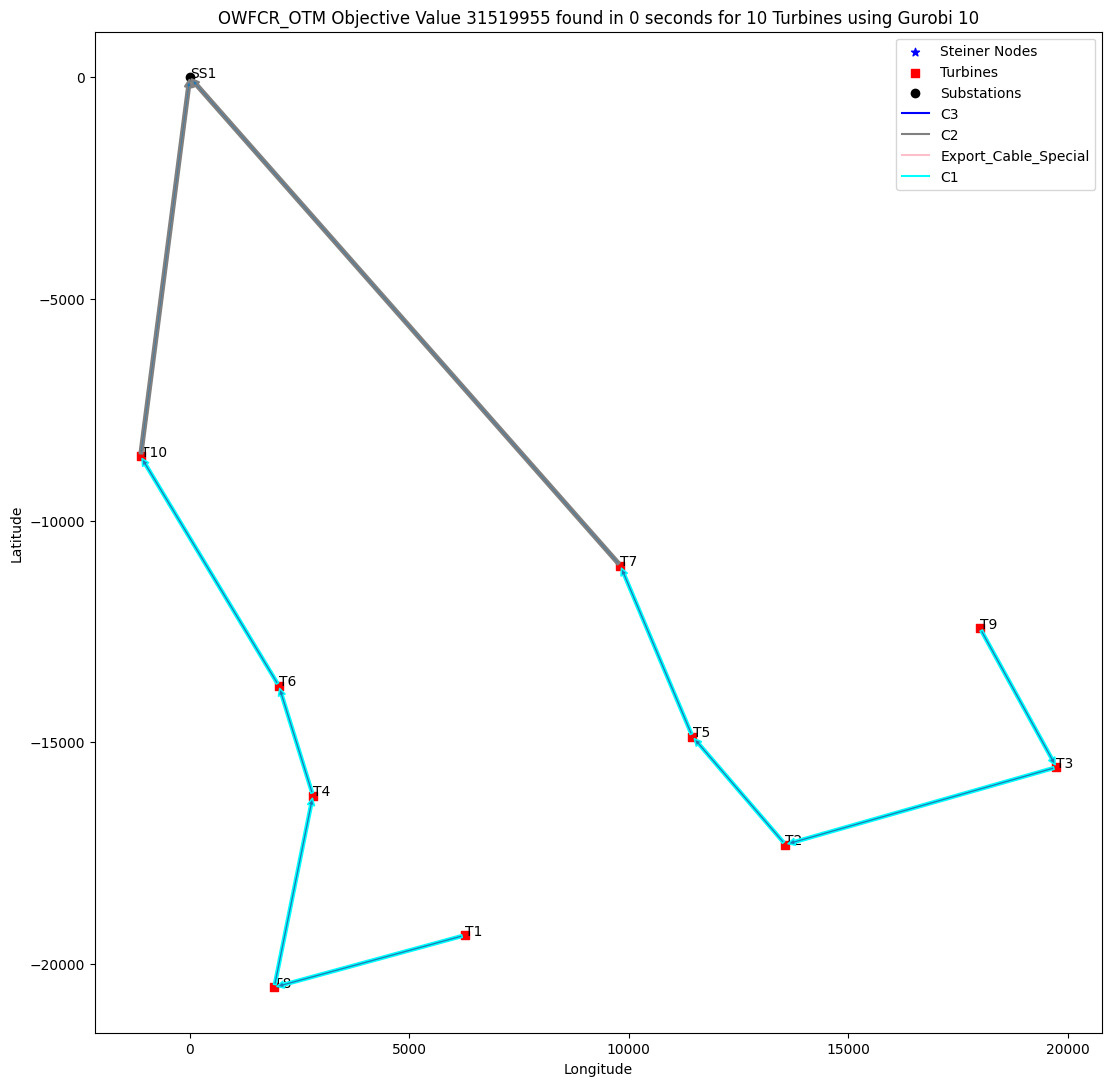 OWFCR_OTM Objective Value 31519955 found in 0 seconds for 10 Turbines using Gurobi 10
Steiner Nodes
Turbines
Substations
C3
C2
Export_Cable_Special
C1
0
−5000
−10000
−15000
−20000
Latitude
SS1
T10
T7
T9
T6
T5
T3
T4
T2
T1
T8
0
5000
10000
15000
20000
Longitude